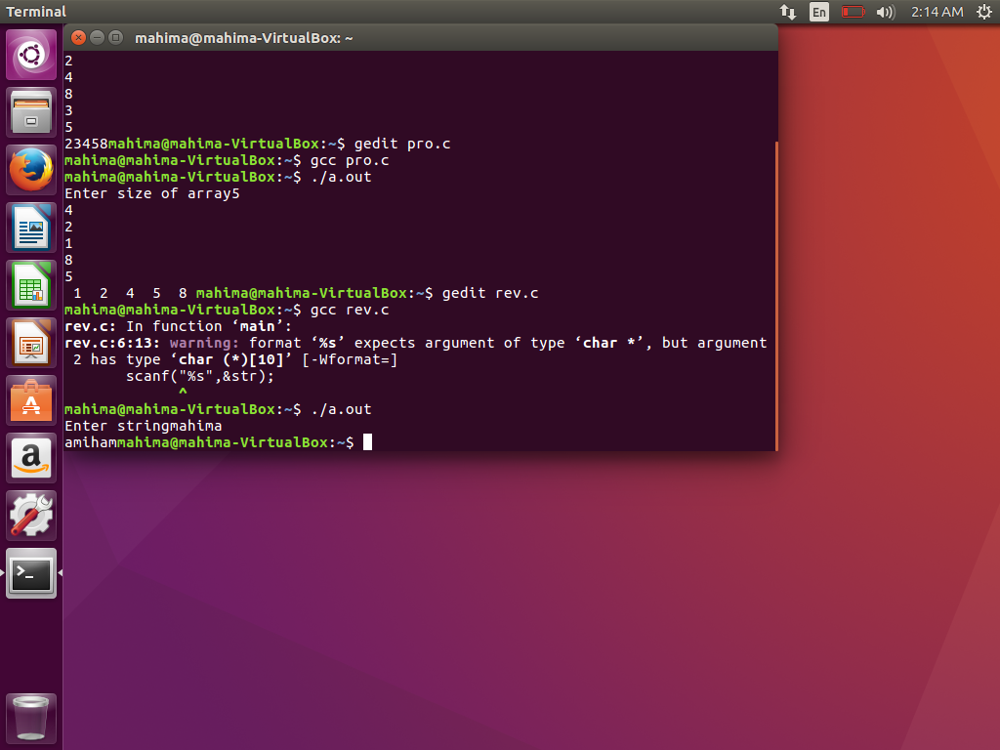 Terminal
En
2:14 AM
mahima@mahima-VirtualBox: ~
2
4
8
3
5
23458mahima@mahima-VirtualBox:~$ gedit pro.c
mahima@mahima-VirtualBox:~$ gcc pro.c
mahima@mahima-VirtualBox:~$ ./a.out
Enter size of array5
4
2
1
8
5
 1  2  4  5  8 mahima@mahima-VirtualBox:~$ gedit rev.c
mahima@mahima-VirtualBox:~$ gcc rev.c
rev.c: In function ‘main’:
rev.c:6:13: warning: format ‘%s’ expects argument of type ‘char *’, but argument
 2 has type ‘char (*)[10]’ [-Wformat=]
       scanf("%s",&str);
             ^
mahima@mahima-VirtualBox:~$ ./a.out
Enter stringmahima
amihammahima@mahima-VirtualBox:~$